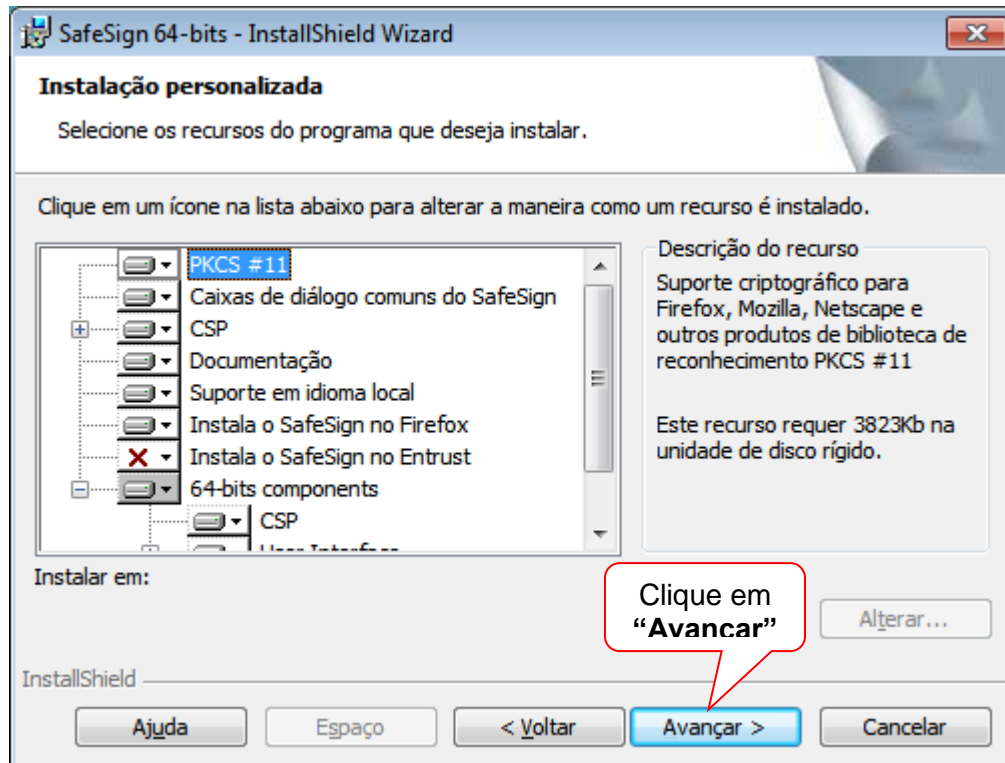 SafeSign 64-bits - InstallShield Wizard
Instalação personalizada
Selecione os recursos do programa que deseja instalar.
Clique em um ícone na lista abaixo para alterar a maneira como um recurso é instalado.
PKCS #11
Caixas de diálogo comuns do SafeSign
CSP
Documentação
Suporte em idioma local
Instala o SafeSign no Firefox
Instala o SafeSign no Entrust
64-bits components
CSP
User Interface
Descrição do recurso
Suporte criptográfico para
Firefox, Mozilla, Netscape e
outros produtos de biblioteca de
reconhecimento PKCS #11
Este recurso requer 3823Kb na
unidade de disco rígido.
Instalar em:
Clique em
“Avançar”
Alterar...
InstallShield
Ajuda
Espaço
< Voltar
Avançar >
Cancelar